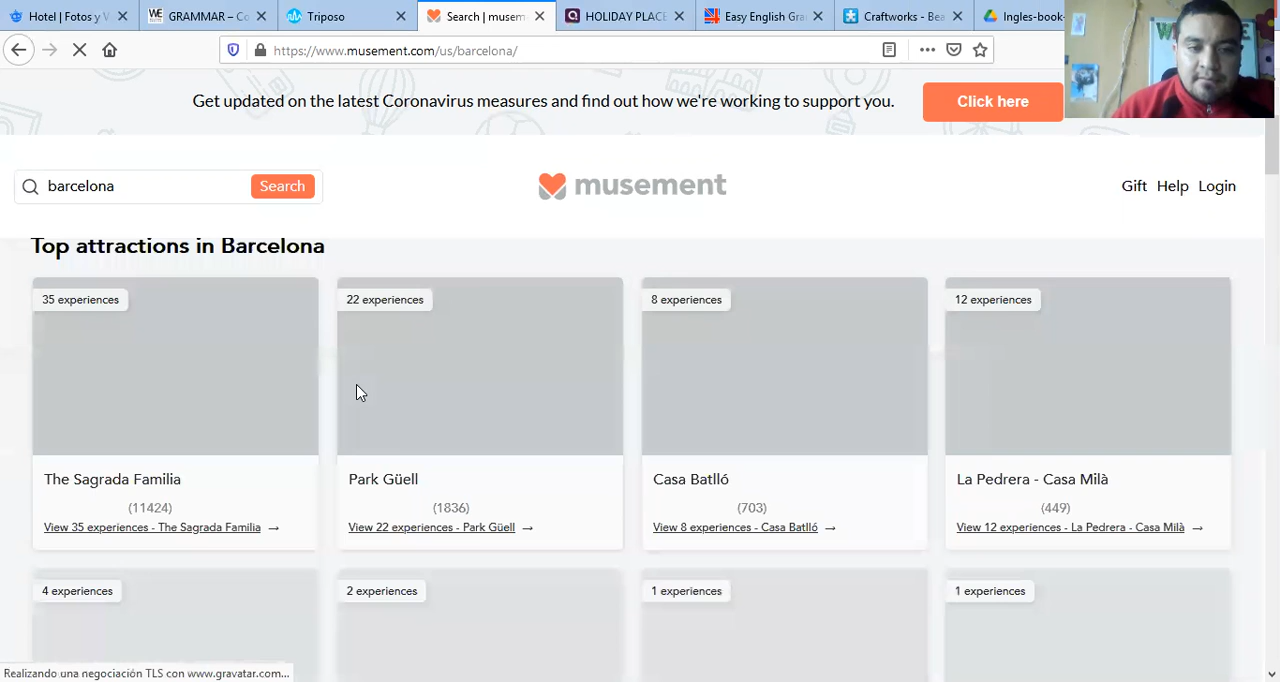 Hotel | Fotos y V
GRAMMAR – Co
Triposo
Search | musem
HOLIDAY PLACE
Easy English Gra
Craftworks - Bea
Ingles-book-
https://www.musement.com/us/barcelona/
Get updated on the latest Coronavirus measures and find out how we're working to support you.
Click here
barcelona
Search
musement
Gift Help Login
Top attractions in Barcelona
35 experiences
22 experiences
8 experiences
12 experiences
The Sagrada Familia
Park Güell
Casa Batlló
La Pedrera - Casa Milà
(11424)
(1836)
(703)
(449)
View 35 experiences - The Sagrada Familia →
View 22 experiences - Park Güell →
View 8 experiences - Casa Batlló →
View 12 experiences - La Pedrera - Casa Milà →
4 experiences
2 experiences
1 experiences
1 experiences
Realizando una negociación TLS con www.gravatar.com...